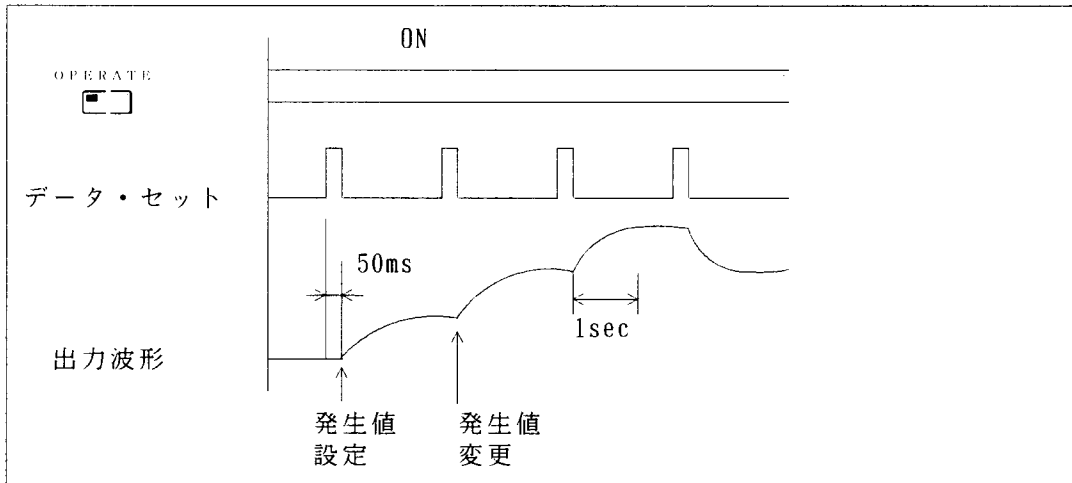 ON
OPERATE
データ・セット
50ms
1sec
出力波形
発生値
設定
発生値
変更